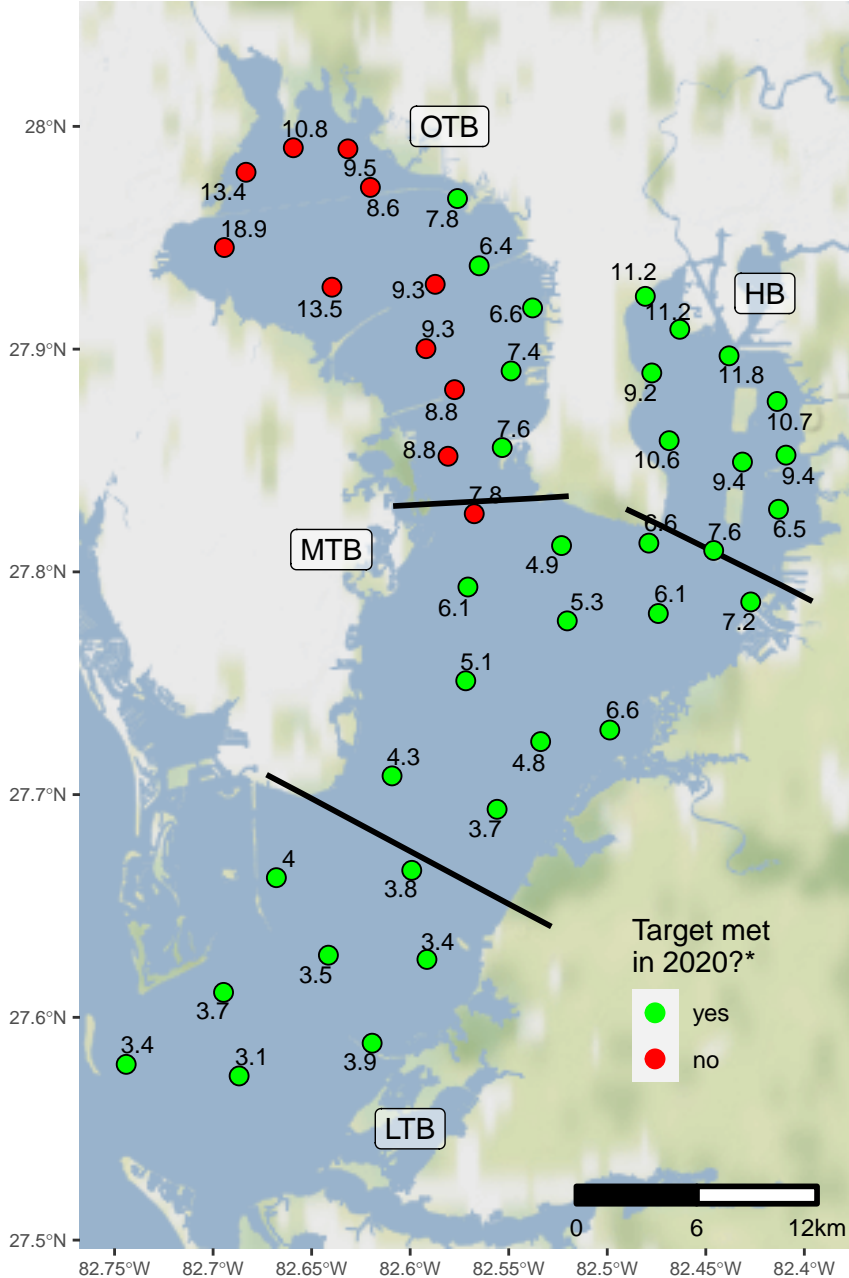 28°N
27.9°N
27.8°N
27.7°N
27.6°N
27.5°N
82.75°W
82.7°W
82.65°W
82.6°W
82.55°W
82.5°W
82.45°W
82.4°W
OTB
10.8
9.5
13.4
8.6
7.8
18.9
6.4
13.5
9.3
6.6
9.3
7.4
8.8
7.6
8.8
HB
11.2
11.2
11.8
9.2
10.7
10.6
9.4
9.4
6.5
7.6
MTB
7.8
6.6
4.9
6.1
5.3
6.1
7.2
5.1
6.6
4.8
4.3
3.7
4
3.8
3.5
3.4
3.7
3.4
3.1
3.9
LTB
Target met
in 2020?*
yes
no
0
6
12km